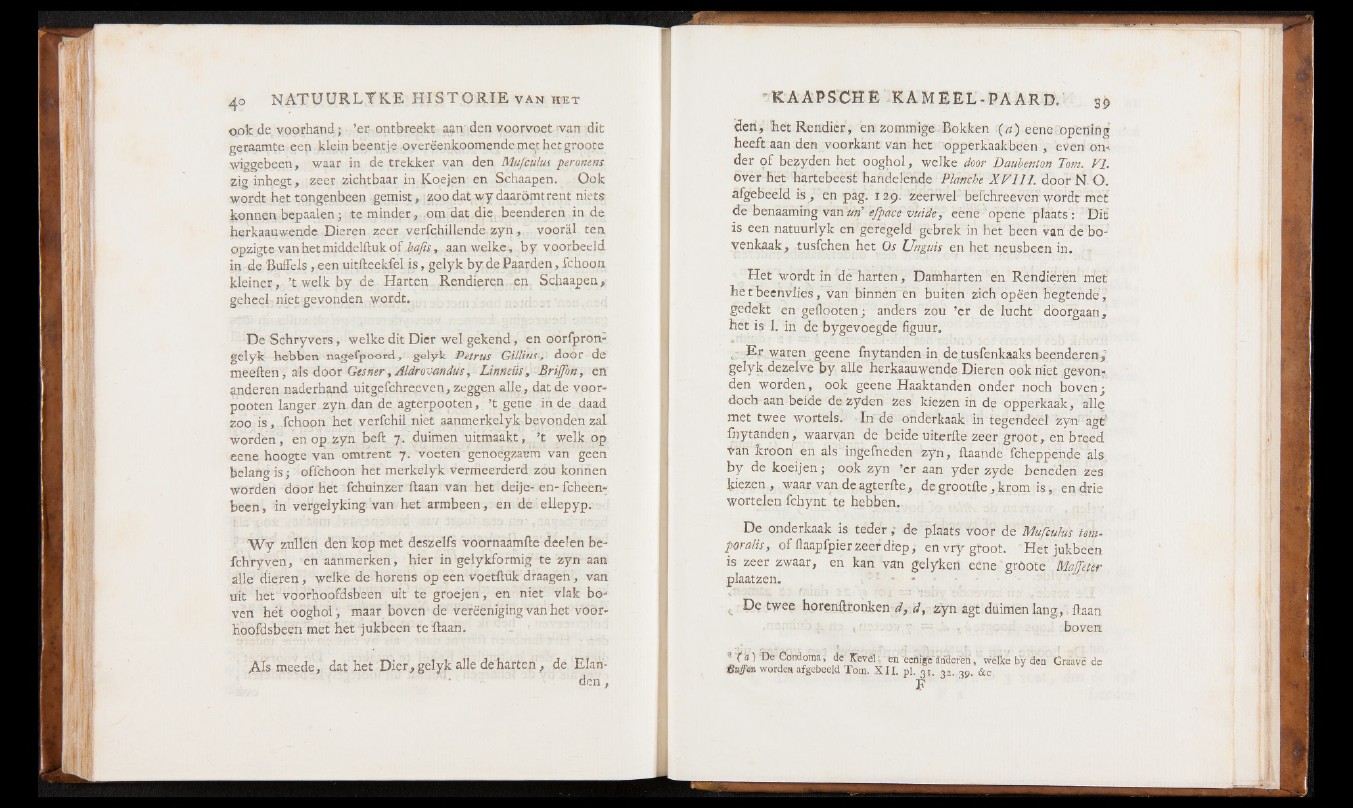 40 NATUURLYKE HISTORIE VAN HET
ook de voorhand; 'er ontbreekt aan den voorvoet van dit
geraamte een klein beentje overëenkoomende met het groote
wiggebeen, waar in de trekker van den Musculus peronens
zig inhegt, zeer zichtbaar in Koejen en Schaapen. Ook
wordt het tongenbeen gemist, zoo dat wy daaromtrent niets
konnen bepaalen; te minder, om dat die beenderen in de
herkaauwende Dieren zeer verschillende zyn, vooräl ten
opzigte van het middelstuk of basis, aan welke, by voorbeeld
in de Buffels, een uitsteeksel is, gelyk by de Paarden, schoon
kleiner, 't welk by de Harten Rendieren en Schaapen,
geheel niet gevonden wordt.
De Schryvers, welke dit Dier wel gekend, en oorspron-
gelyk hebben nagespoord, gelyk Petrus Gillius, door de
meesten, als door Gesner, Aldrovandus, Linneüs, Brisson, en
anderen naderhand uitgeschreeven, zeggen alle, dat de voor-
pooten langer zyn dan de agterpooten, 't gene in de daad
zoo is, schoon het verschil niet aanmerkelyk bevonden zal
worden, en op zyn best 7. duimen uitmaakt, 't welk op
eene hoogte van omtrent 7. voeten genoegzaam van geen
belang is; ofschoon het merkelyk vermeerderd zou konnen
worden door het schuinzer staan van het deije- en- scheen-
been, in vergelyking van het armbeen, en de ellepyp.
Wy zullen den kop met deszelfs voornaamste deelen be-
schryven, en aanmerken, hier in gelykformig te zyn aan
alle dieren, welke de horens op een voetstuk draagen, van
uit het voorhoofdsbeen uit te groejen, en niet vlak bo-
ven hét ooghol, maar boven de verëeniging van het voor-
hoofdsbeen met het jukbeen te staan.
Als meede, dat het Dier, gelyk alle de harten, de Elan-
den,
KAAPSCHE KAMEEL-PAARD. 39
den, het Rendier, en zommige Bokken (a) eene opening
heeft aan den voorkant van het opperkaakbeen, even on-
der of bezyden het ooghol, welke door Daubenton Tom. VI.
over het hartebeest handelende Planche XVIII. door N O.
afgebeeld is, en pag. 129. zeerwel beschreeven wordt met
de benaaming van un' espace vuide, eene opene plaats: Dit
is een natuurlyk en geregeld gebrek in het been van de bo-
venkaak, tusschen het Os Unguis en het neusbeen in.
Het wordt in de harten, Damharten en Rendieren met
het beenvlies, van binnen en buiten zich opëen hegtende,
gedekt en geslooten; anders zou 'er de lucht doorgaan,
het is l. in de bygevoegde figuur.
Er waren geene snytanden in de tusfenkaaks beenderen,
gelyk dezelve by alle herkaauwende Dieren ook niet gevon-
den worden, ook geene Haaktanden onder noch boven;
doch aan beide de zyden zes kiezen in de opperkaak, alle
met twee wortels. In de onderkaak in tegendeel zyn agt
snytanden, waarvan de beide uiterste zeer groot, en breed
van kroon en als ingesneden zyn, staande scheppende als
by de koeijen; ook zyn 'er aan yder zyde beneden zes
kiezen, waar van de agterste, de grootste, krom is, en drie
wortelen schynt te hebben.
De onderkaak is teder, de plaats voor de Musculus tem-
poralis, of slaapspier zeer diep, en vry groot. Het jukbeen
is zeer zwaar, en kan van gelyken eene groote Masseter
plaatzen.
De twee horenstronken d, d, zyn agt duimen lang, staan
boven
(a) De Condoma, de Kevel, en eenige anderen, welke by den Graave de
Buffon worden afgebeeld Tom. XII. pl. 31. 32. 39. &c
F